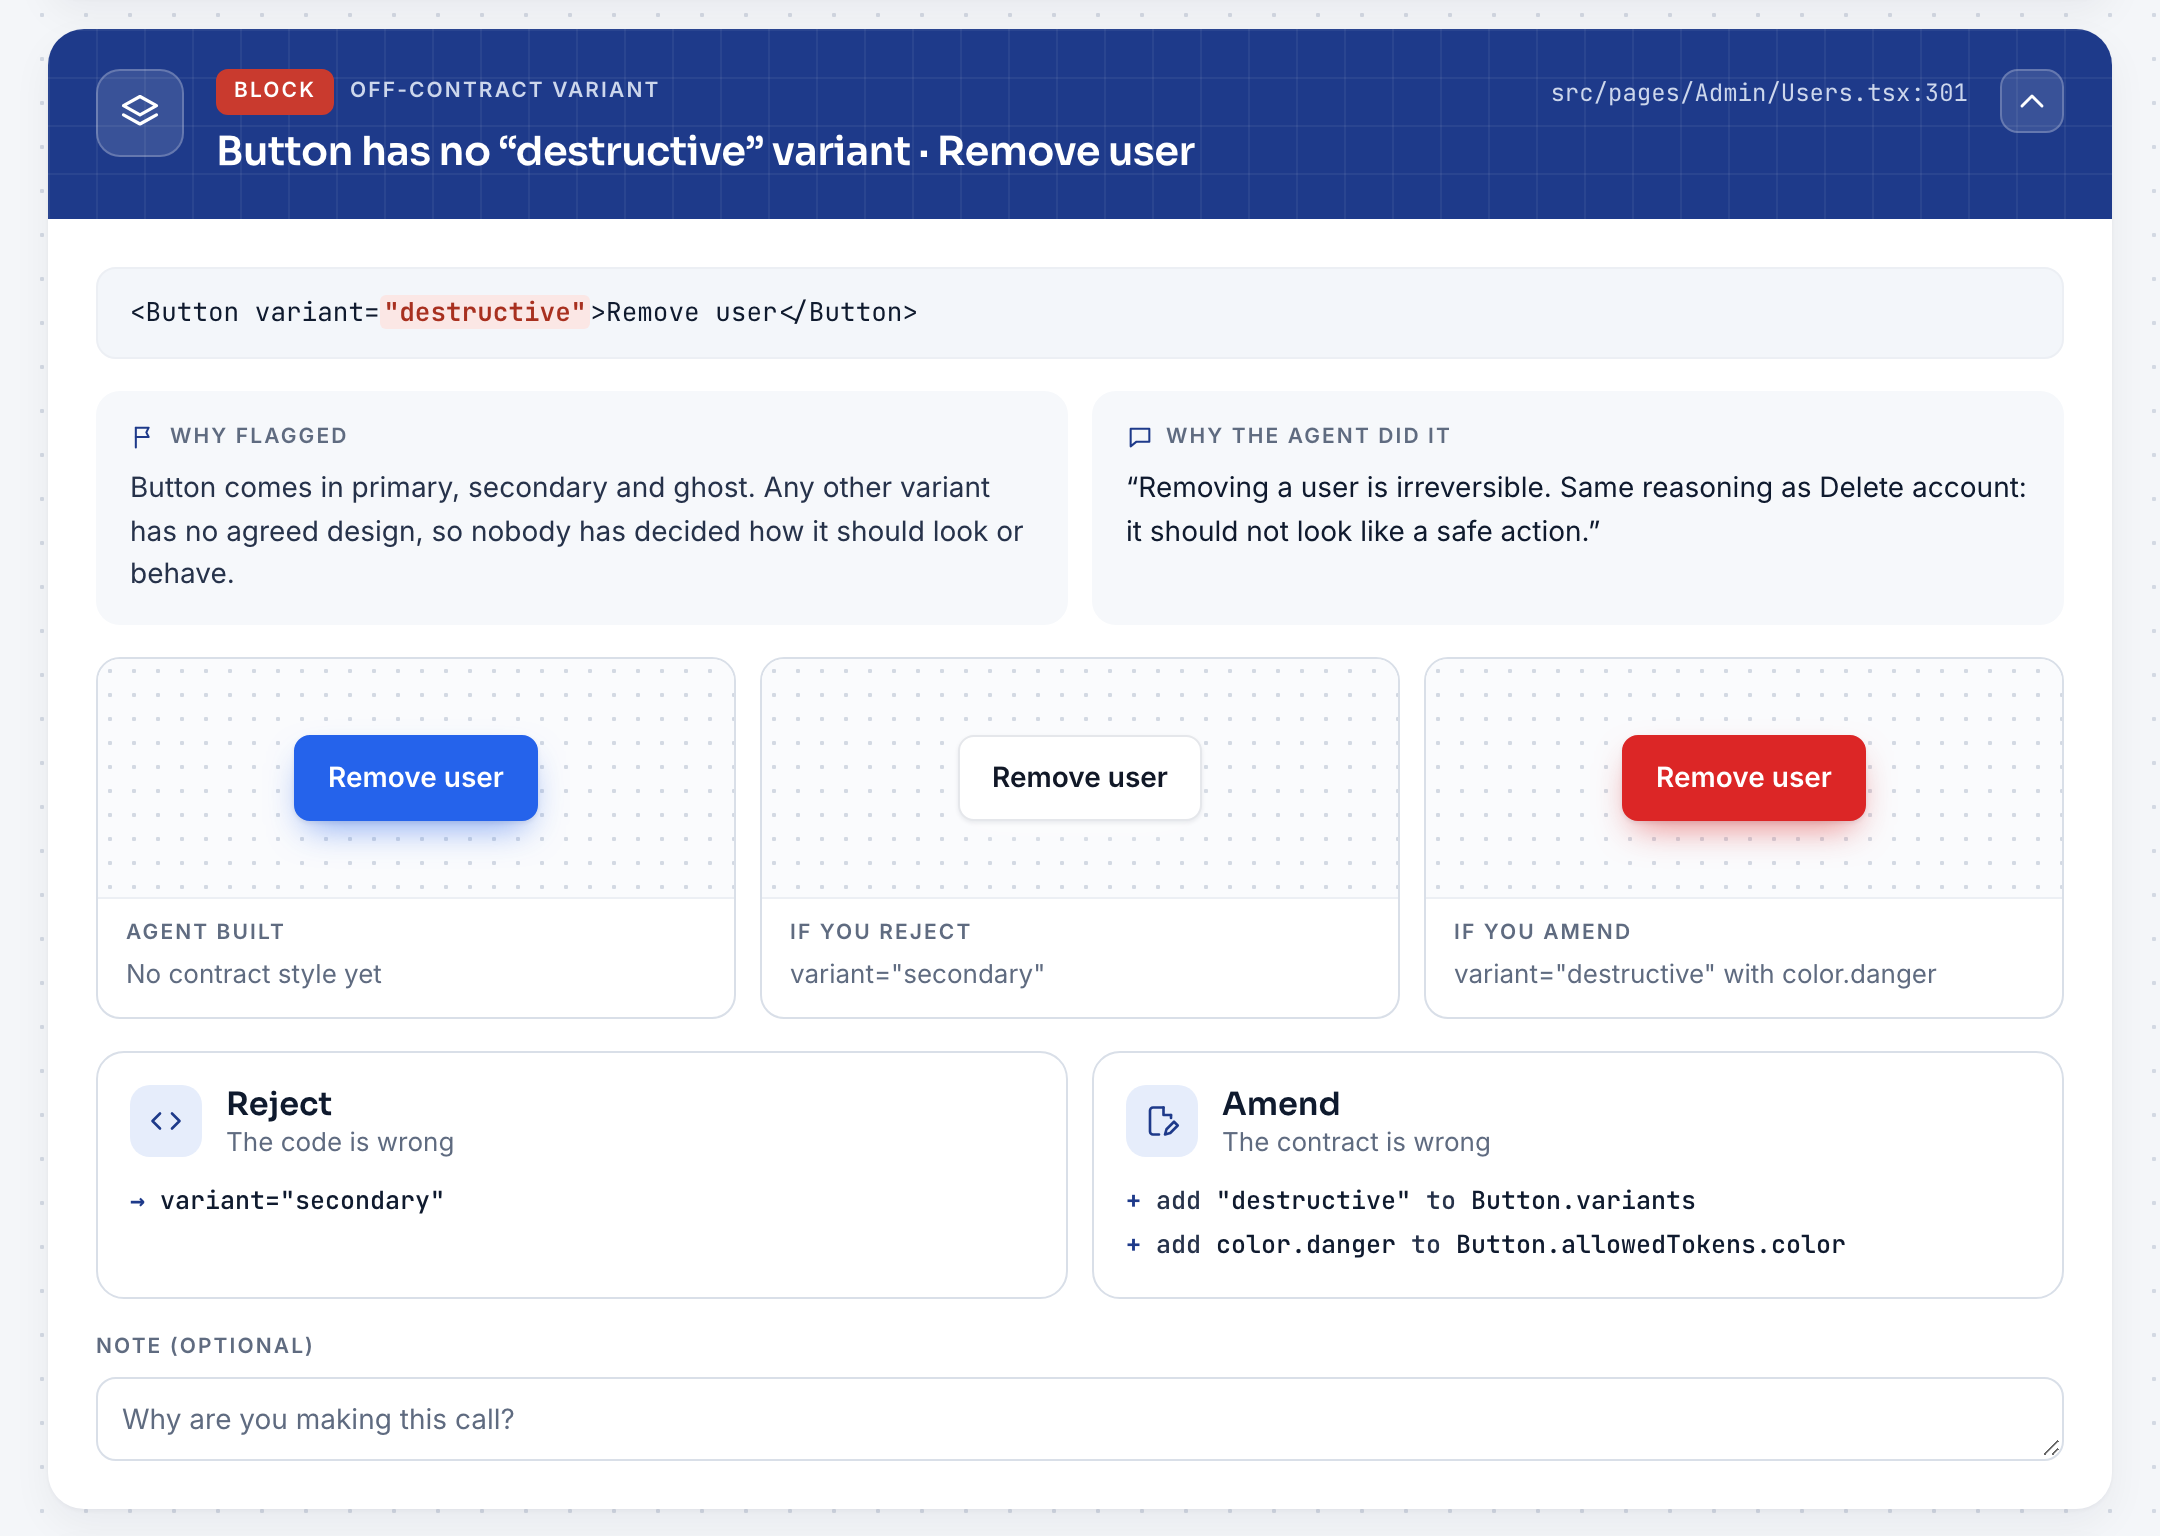 BLOCK OFF-CONTRACT VARIANT
src/pages/Admin/Users.tsx:301
Button has no “destructive” variant · Remove user
<Button variant="destructive">Remove user</Button>
WHY FLAGGED
Button comes in primary, secondary and ghost. Any other variant
has no agreed design, so nobody has decided how it should look or
behave.
WHY THE AGENT DID IT
“Removing a user is irreversible. Same reasoning as Delete account:
it should not look like a safe action.”
Remove user
AGENT BUILT
No contract style yet
Remove user
IF YOU REJECT
variant="secondary"
Remove user
IF YOU AMEND
variant="destructive" with color.danger
Reject
The code is wrong
→ variant="secondary"
Amend
The contract is wrong
+ add "destructive" to Button.variants
+ add color.danger to Button.allowedTokens.color
NOTE (OPTIONAL)
Why are you making this call?